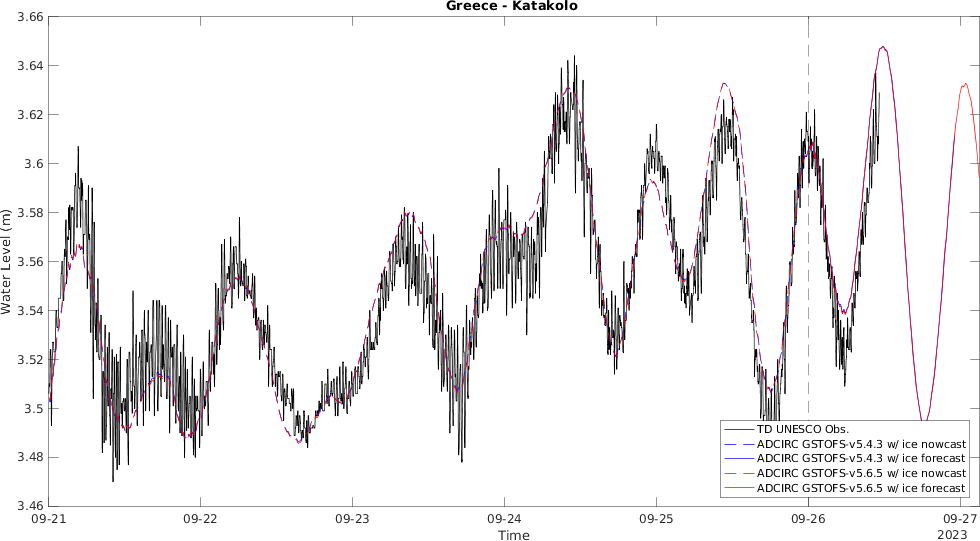 Greece - Katakolo
3.66
3.64
3.62
3.6
3.58
3.56
3.54
3.52
3.5
3.48
3.46
Water Level (m)
TD UNESCO Obs.
ADCIRC GSTOFS-v5.4.3 w/ ice nowcast
ADCIRC GSTOFS-v5.4.3 w/ ice forecast
ADCIRC GSTOFS-v5.6.5 w/ ice nowcast
ADCIRC GSTOFS-v5.6.5 w/ ice forecast
09-21 09-22 09-23 09-24 09-25 09-26 09-27
Time
2023